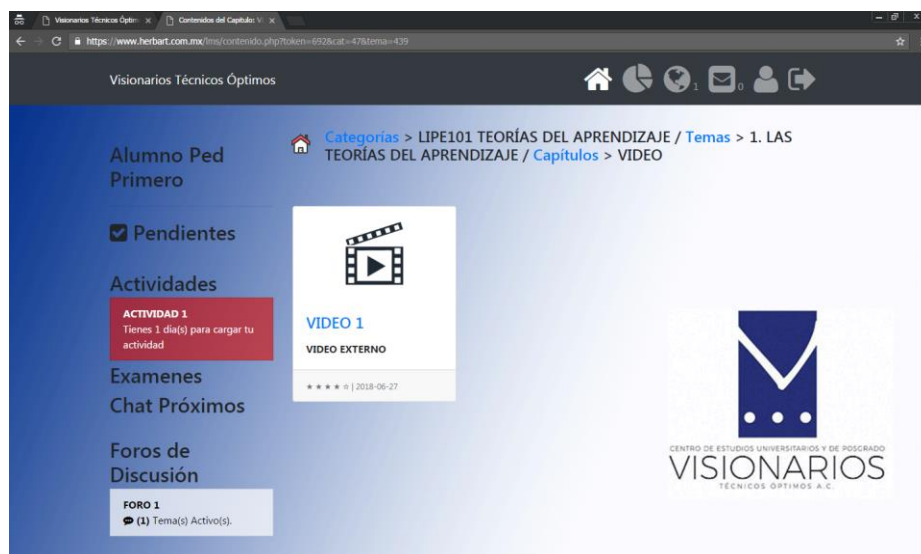 Visionarios Técnicos Óptim
Contenidos del Capítulo: Vi
https://www.herbart.com.mx/lms/contenido.php?token=692&cat=47&tema=439
Visionarios Técnicos Óptimos
1
0
Alumno Ped
Primero
Pendientes
Actividades
ACTIVIDAD 1
Tienes 1 día(s) para cargar tu
actividad
Examenes
Chat Próximos
Foros de
Discusión
FORO 1
(1) Tema(s) Activo(s).
Categorías > LIPE101 TEORÍAS DEL APRENDIZAJE / Temas > 1. LAS
TEORÍAS DEL APRENDIZAJE / Capítulos > VIDEO
VIDEO 1
VIDEO EXTERNO
| 2018-06-27
CENTRO DE ESTUDIOS UNIVERSITARIOS Y DE POSGRADO
VISIONARIOS
TÉCNICOS ÓPTIMOS A.C.